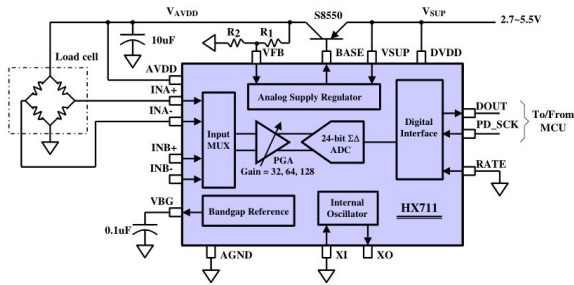 V_AVDD
S8550
V_SUP
2.7~5.5V
R2
R1
10uF
Load cell
VFB
BASE
VSUP
DVDD
AVDD
INA+
INA-
INB+
INB-
VBG
0.1uF
Analog Supply Regulator
Input
MUX
PGA
Gain = 32, 64, 128
24-bit ΣΔ
ADC
Digital
Interface
DOUT
PD_SCK
To/From
MCU
RATE
Bandgap Reference
Internal
Oscillator
HX711
AGND
XI
XO